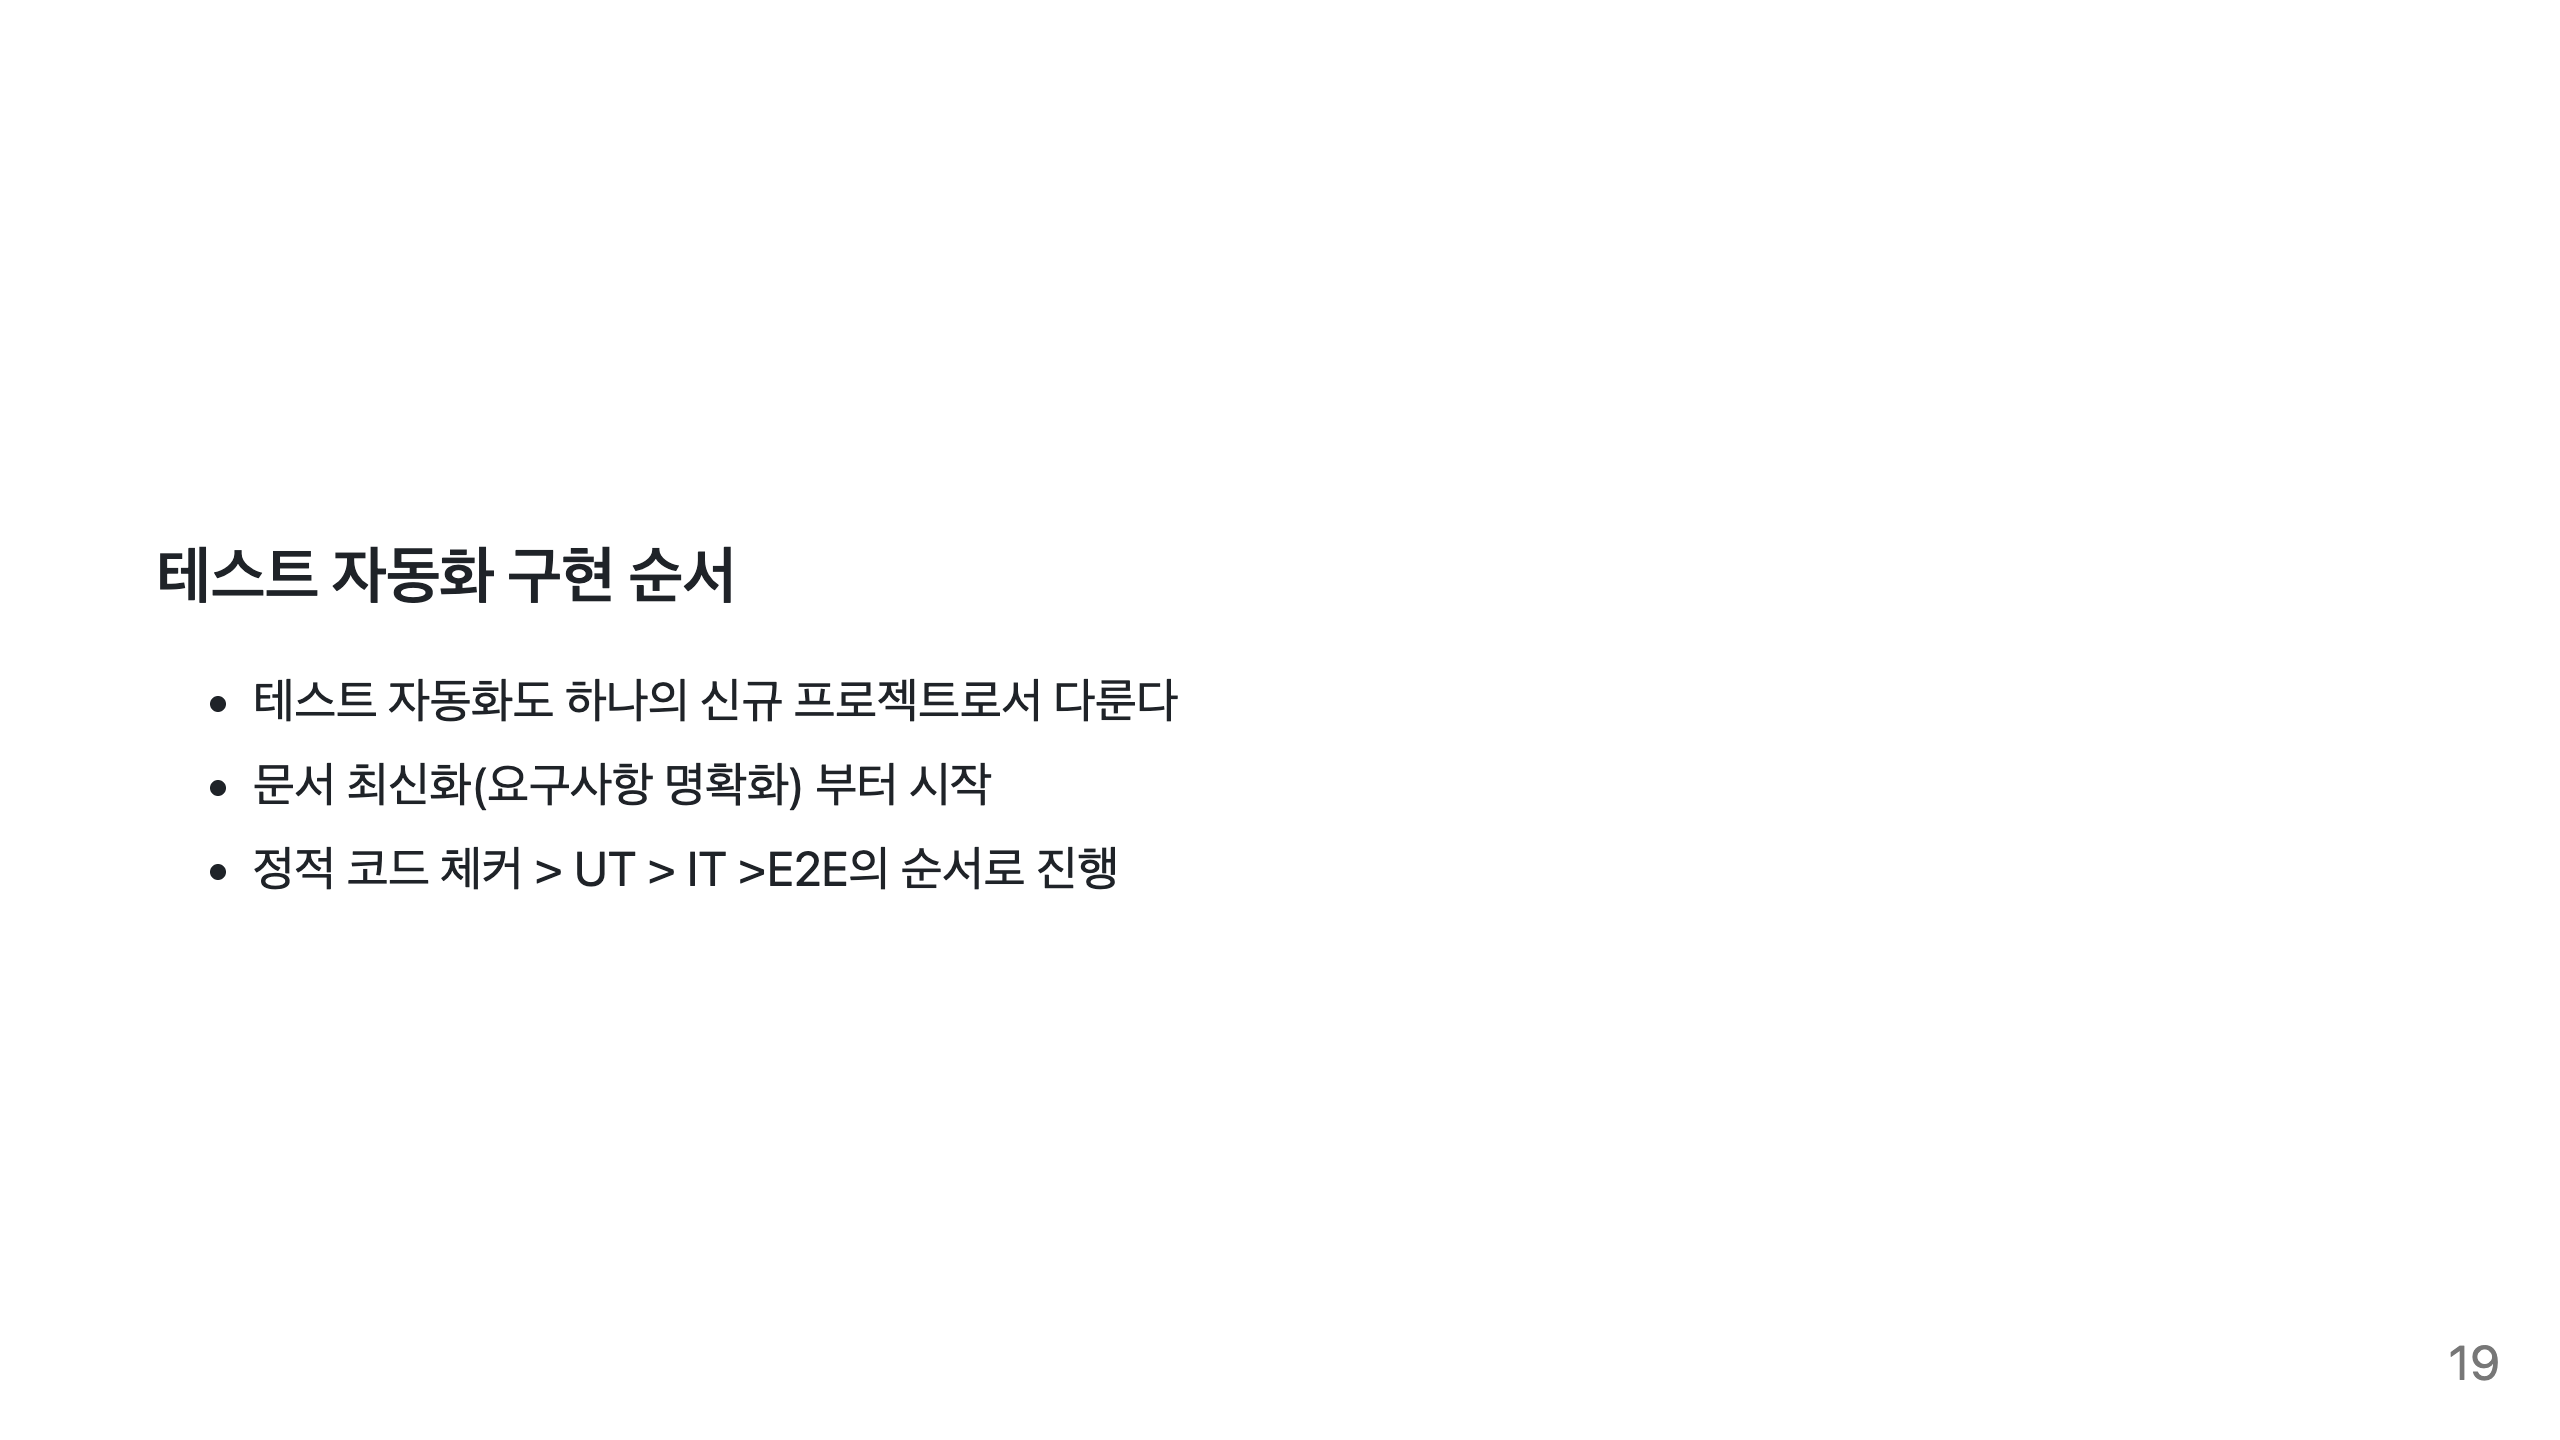 테스트 자동화 구현 순서
• 테스트 자동화도 하나의 신규 프로젝트로서 다룬다
• 문서 최신화(요구사항 명확화) 부터 시작
• 정적 코드 체커 > UT > IT >E2E의 순서로 진행
19